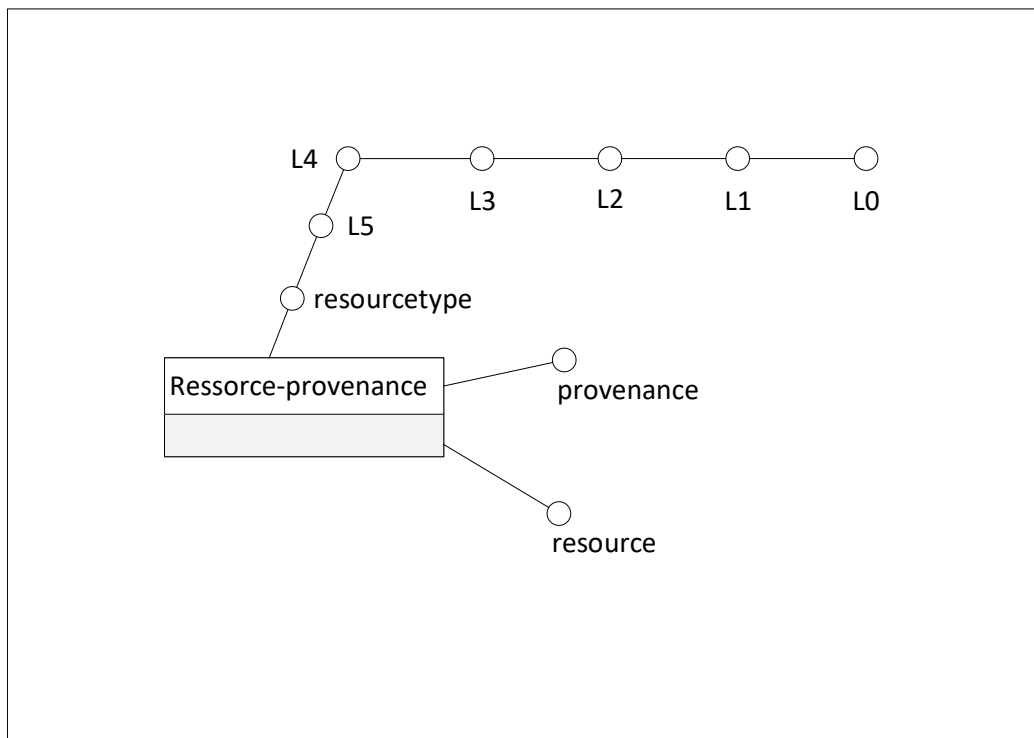 L4
L3
L2
L1
L0
L5
resourcetype
Ressorce-provenance
provenance
resource